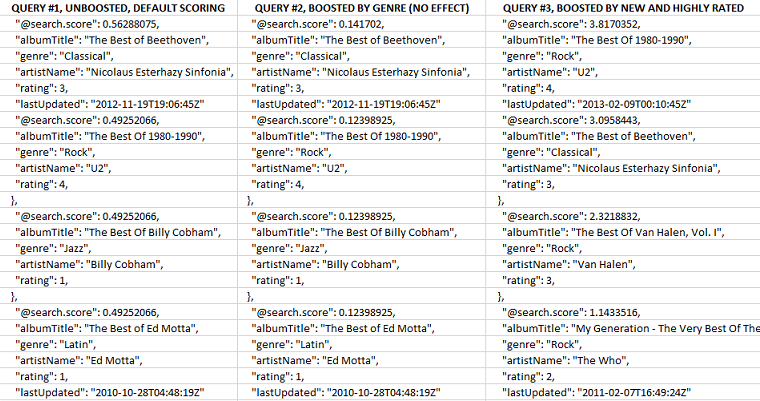 QUERY #1, UNBOOSTED, DEFAULT SCORING
"@search.score": 0.56288075,
"albumTitle": "The Best of Beethoven",
"genre": "Classical",
"artistName": "Nicolaus Esterhazy Sinfonia",
"rating": 3,
"lastUpdated": "2012-11-19T19:06:45Z"
"@search.score": 0.49252066,
"albumTitle": "The Best Of 1980-1990",
"genre": "Rock",
"artistName": "U2",
"rating": 4,
},
"@search.score": 0.49252066,
"albumTitle": "The Best Of Billy Cobham",
"genre": "Jazz",
"artistName": "Billy Cobham",
"rating": 1,
},
"@search.score": 0.49252066,
"albumTitle": "The Best of Ed Motta",
"genre": "Latin",
"artistName": "Ed Motta",
"rating": 1,
"lastUpdated": "2010-10-28T04:48:19Z"
QUERY #2, BOOSTED BY GENRE (NO EFFECT)
"@search.score": 0.141702,
"albumTitle": "The Best of Beethoven",
"genre": "Classical",
"artistName": "Nicolaus Esterhazy Sinfonia",
"rating": 3,
"lastUpdated": "2012-11-19T19:06:45Z"
"@search.score": 0.12398925,
"albumTitle": "The Best Of 1980-1990",
"genre": "Rock",
"artistName": "U2",
"rating": 4,
},
"@search.score": 0.12398925,
"albumTitle": "The Best Of Billy Cobham",
"genre": "Jazz",
"artistName": "Billy Cobham",
"rating": 1,
},
"@search.score": 0.12398925,
"albumTitle": "The Best of Ed Motta",
"genre": "Latin",
"artistName": "Ed Motta",
"rating": 1,
"lastUpdated": "2010-10-28T04:48:19Z"
QUERY #3, BOOSTED BY NEW AND HIGHLY RATED
"@search.score": 3.8170352,
"albumTitle": "The Best Of 1980-1990",
"genre": "Rock",
"artistName": "U2",
"rating": 4,
"lastUpdated": "2013-02-09T00:10:45Z"
"@search.score": 3.0958443,
"albumTitle": "The Best of Beethoven",
"genre": "Classical",
"artistName": "Nicolaus Esterhazy Sinfonia",
"rating": 3,
},
"@search.score": 2.3218832,
"albumTitle": "The Best Of Van Halen, Vol. I",
"genre": "Rock",
"artistName": "Van Halen",
"rating": 3,
},
"@search.score": 1.1433516,
"albumTitle": "My Generation - The Very Best Of The
"genre": "Rock",
"artistName": "The Who",
"rating": 2,
"lastUpdated": "2011-02-07T16:49:24Z"